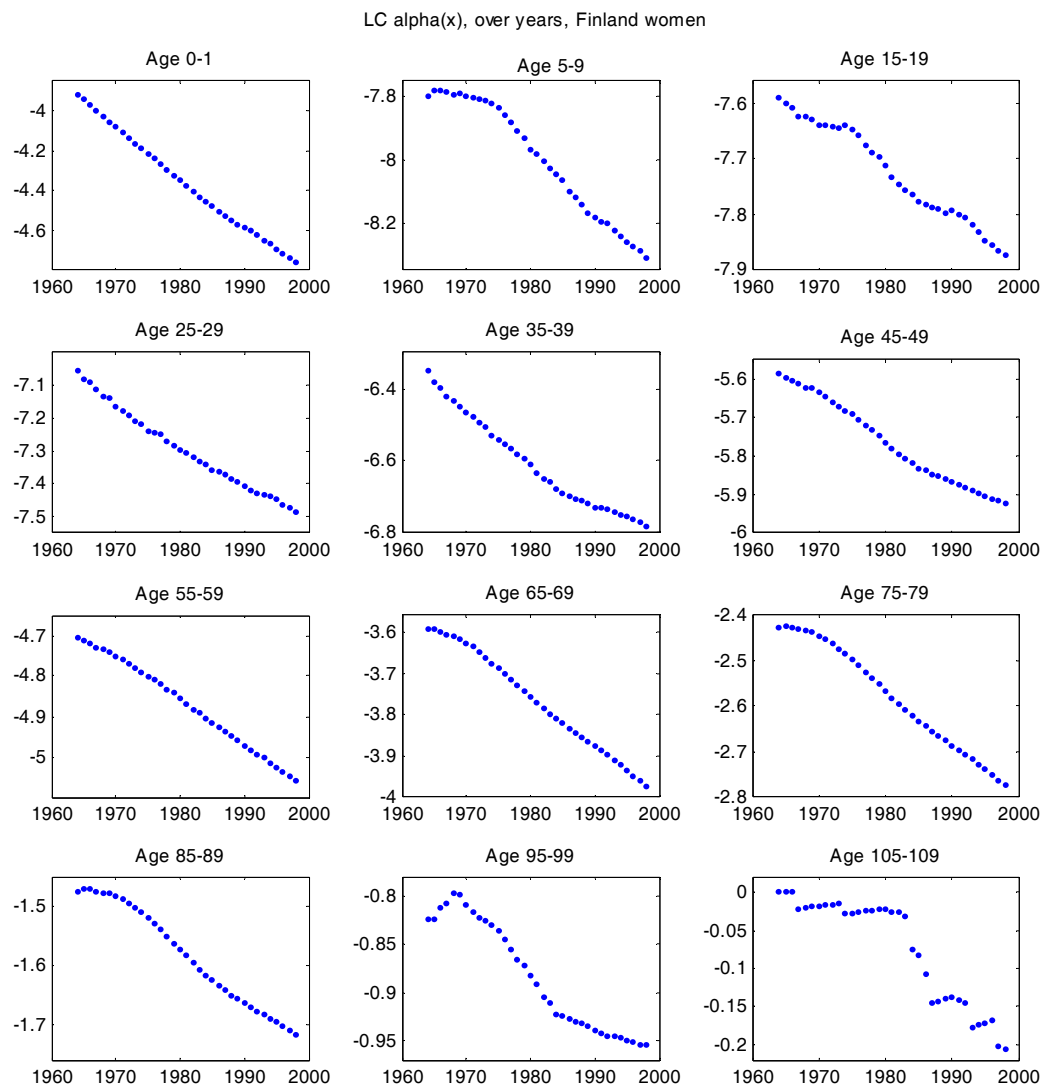 LC alpha(x), over years, Finland women
Age 0-1
-4
-4.2
-4.4
-4.6
1960 1970 1980 1990 2000
Age 5-9
-7.8
-8
-8.2
1960 1970 1980 1990 2000
Age 15-19
-7.6
-7.7
-7.8
-7.9
1960 1970 1980 1990 2000
Age 25-29
-7.1
-7.2
-7.3
-7.4
-7.5
1960 1970 1980 1990 2000
Age 35-39
-6.4
-6.6
-6.8
1960 1970 1980 1990 2000
Age 45-49
-5.6
-5.7
-5.8
-5.9
-6
1960 1970 1980 1990 2000
Age 55-59
-4.7
-4.8
-4.9
-5
1960 1970 1980 1990 2000
Age 65-69
-3.6
-3.7
-3.8
-3.9
-4
1960 1970 1980 1990 2000
Age 75-79
-2.4
-2.5
-2.6
-2.7
-2.8
1960 1970 1980 1990 2000
Age 85-89
-1.5
-1.6
-1.7
1960 1970 1980 1990 2000
Age 95-99
-0.8
-0.85
-0.9
-0.95
1960 1970 1980 1990 2000
Age 105-109
0
-0.05
-0.1
-0.15
-0.2
1960 1970 1980 1990 2000